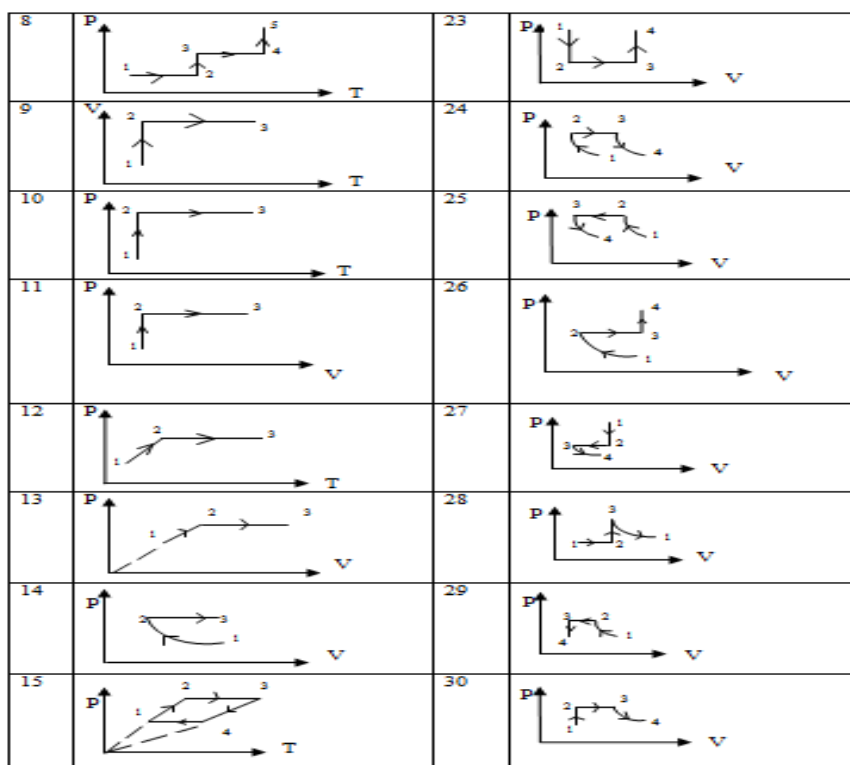 8 P 5 3 4 1 2 T
23 P 1 4 2 3 V
9 V 2 3 1 T
24 P 2 3 1 4 V
10 P 2 3 1 T
25 P 3 2 4 1 V
11 P 2 3 1 V
26 P 4 2 3 1 V
12 P 2 3 1 T
27 P 1 3 2 4 V
13 P 2 3 1 V
28 P 3 1 2 1 V
14 P 2 3 1 V
29 P 3 2 4 1 V
15 P 2 3 1 4 T
30 P 2 3 1 4 V